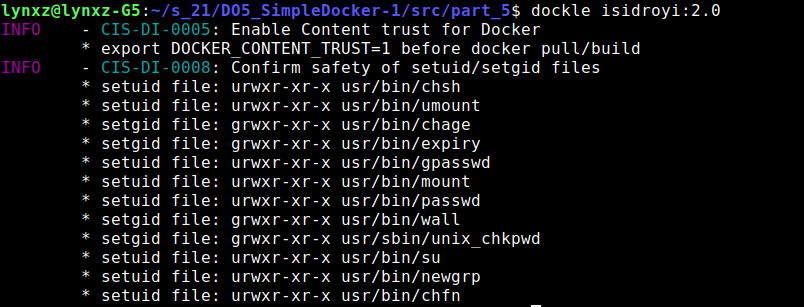 lynxz@lynxz-G5:~/s_21/DO5_SimpleDocker-1/src/part_5$ dockle isidroyi:2.0
INFO    - CIS-DI-0005: Enable Content trust for Docker
        * export DOCKER_CONTENT_TRUST=1 before docker pull/build
INFO    - CIS-DI-0008: Confirm safety of setuid/setgid files
        * setuid file: urwxr-xr-x usr/bin/chsh
        * setuid file: urwxr-xr-x usr/bin/umount
        * setgid file: grwxr-xr-x usr/bin/chage
        * setgid file: grwxr-xr-x usr/bin/expiry
        * setuid file: urwxr-xr-x usr/bin/gpasswd
        * setuid file: urwxr-xr-x usr/bin/mount
        * setuid file: urwxr-xr-x usr/bin/passwd
        * setgid file: grwxr-xr-x usr/bin/wall
        * setgid file: grwxr-xr-x usr/sbin/unix_chkpwd
        * setuid file: urwxr-xr-x usr/bin/su
        * setuid file: urwxr-xr-x usr/bin/newgrp
        * setuid file: urwxr-xr-x usr/bin/chfn